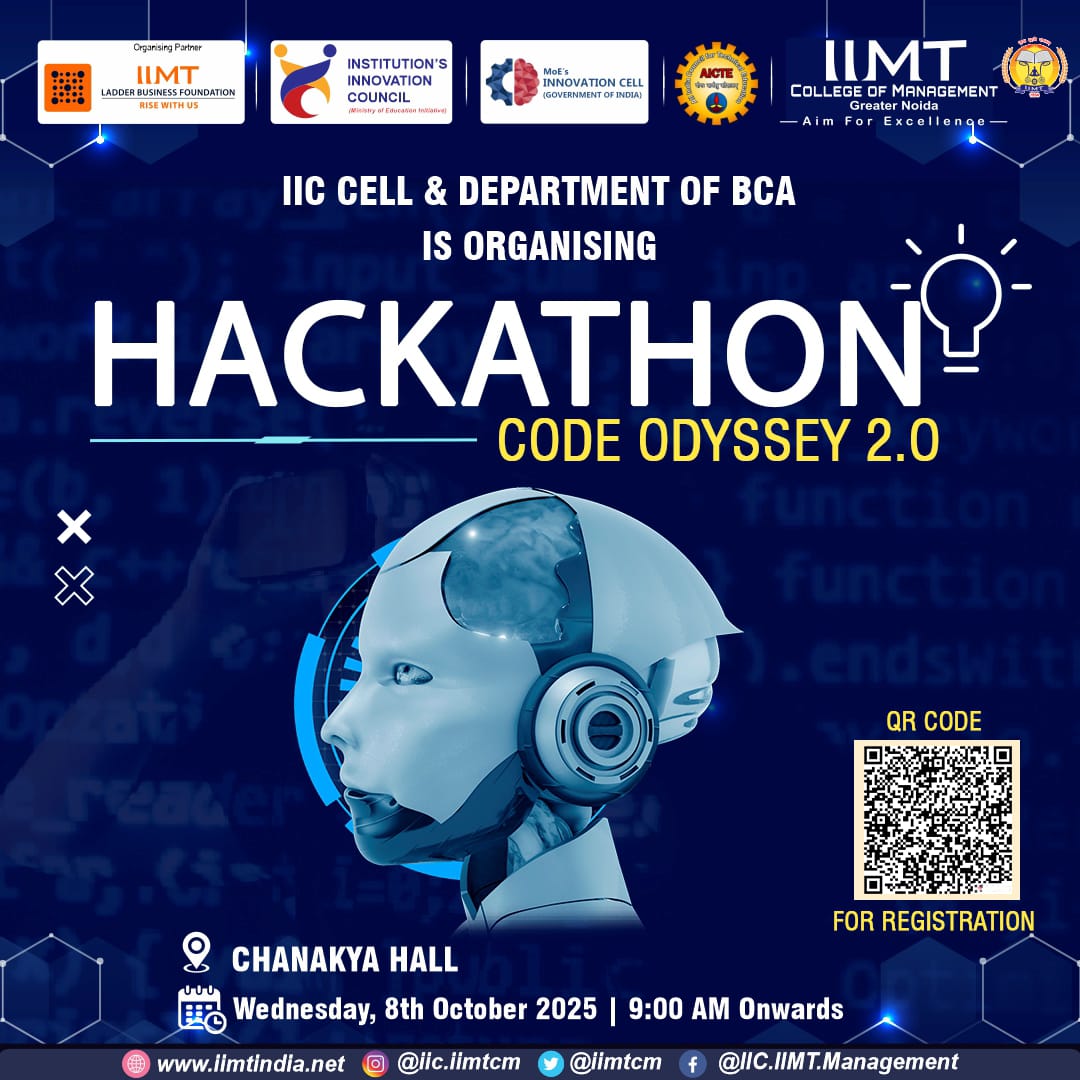 Organising Partner
IIMT
LADDER BUSINESS FOUNDATION
RISE WITH US
INSTITUTION'S
INNOVATION
COUNCIL
(Ministry of Education Initiative)
MoE's
INNOVATION CELL
(GOVERNMENT OF INDIA)
AICTE
IIMT
COLLEGE OF MANAGEMENT
Greater Noida
Aim For Excellence
IIMT
IIC CELL & DEPARTMENT OF BCA
IS ORGANISING
HACKATHON
CODE ODYSSEY 2.0
QR CODE
FOR REGISTRATION
CHANAKYA HALL
Wednesday, 8th October 2025 | 9:00 AM Onwards
www.iimtindia.net @iic.iimtcm @iimtcm @IIC.IIMT.Management